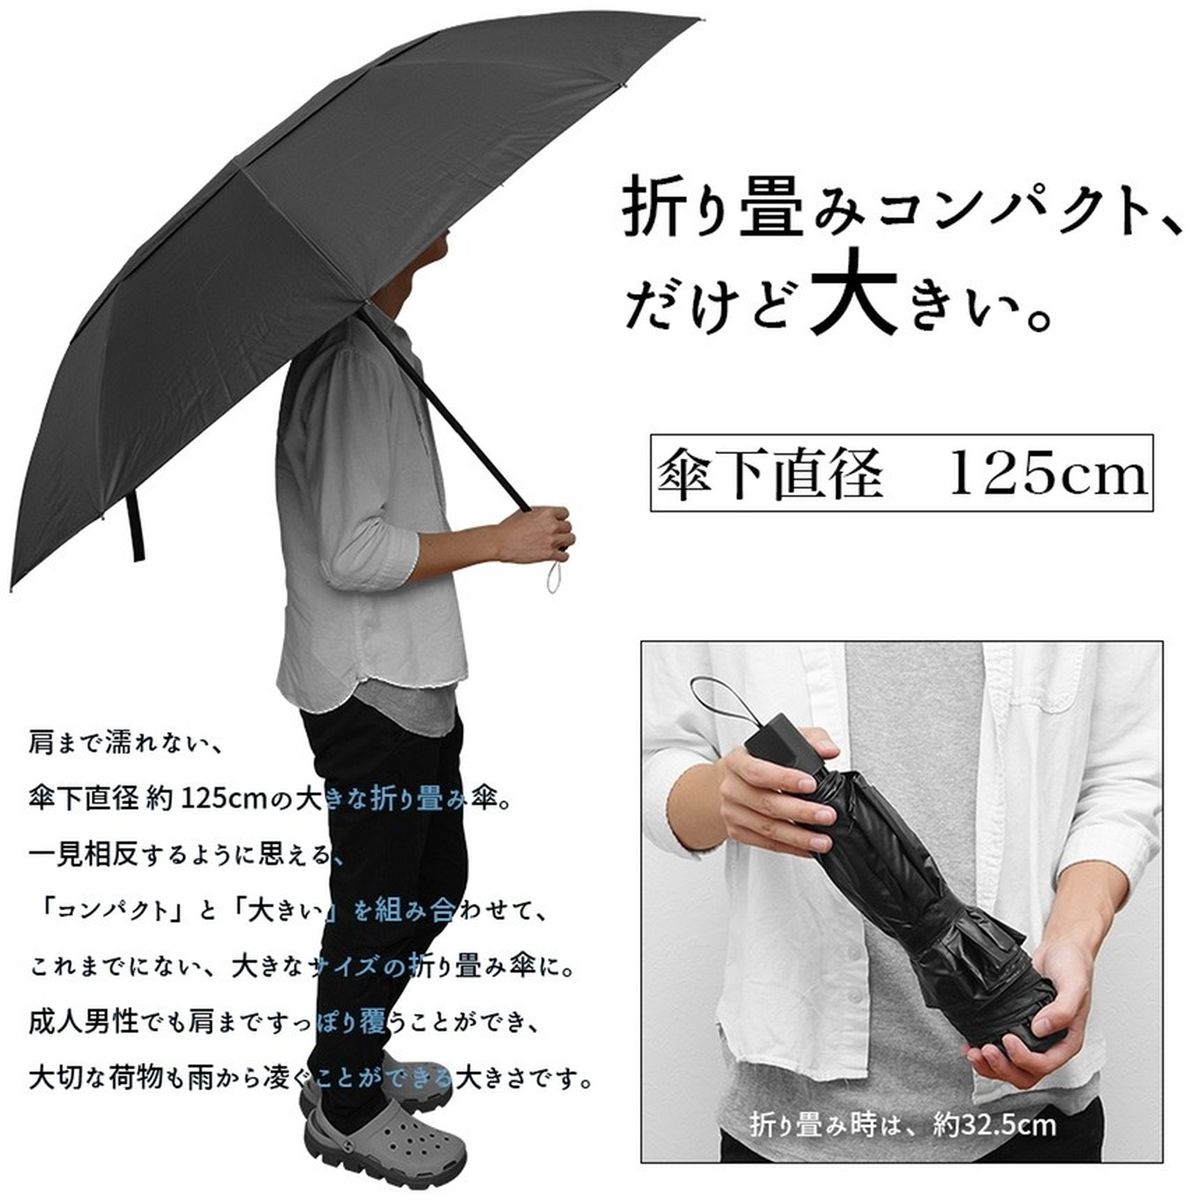 折り畳みコンパクト、
だけど大きい。
傘下直径　125cm
肩まで濡れない、
傘下直径 約 125cmの大きな折り畳み傘。
一見相反するように思える、
「コンパクト」と「大きい」を組み合わせて、
これまでにない、大きなサイズの折り畳み傘に。
成人男性でも肩まですっぽり覆うことができ、
大切な荷物も雨から凌ぐことができる大きさです。
折り畳み時は、約32.5cm